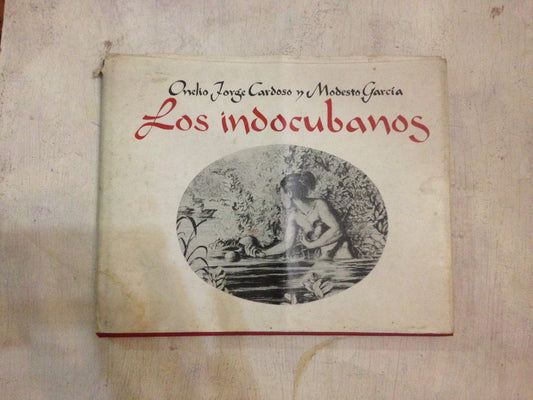 Onelio Jorge Cardoso y Modesto García
Los indocubanos